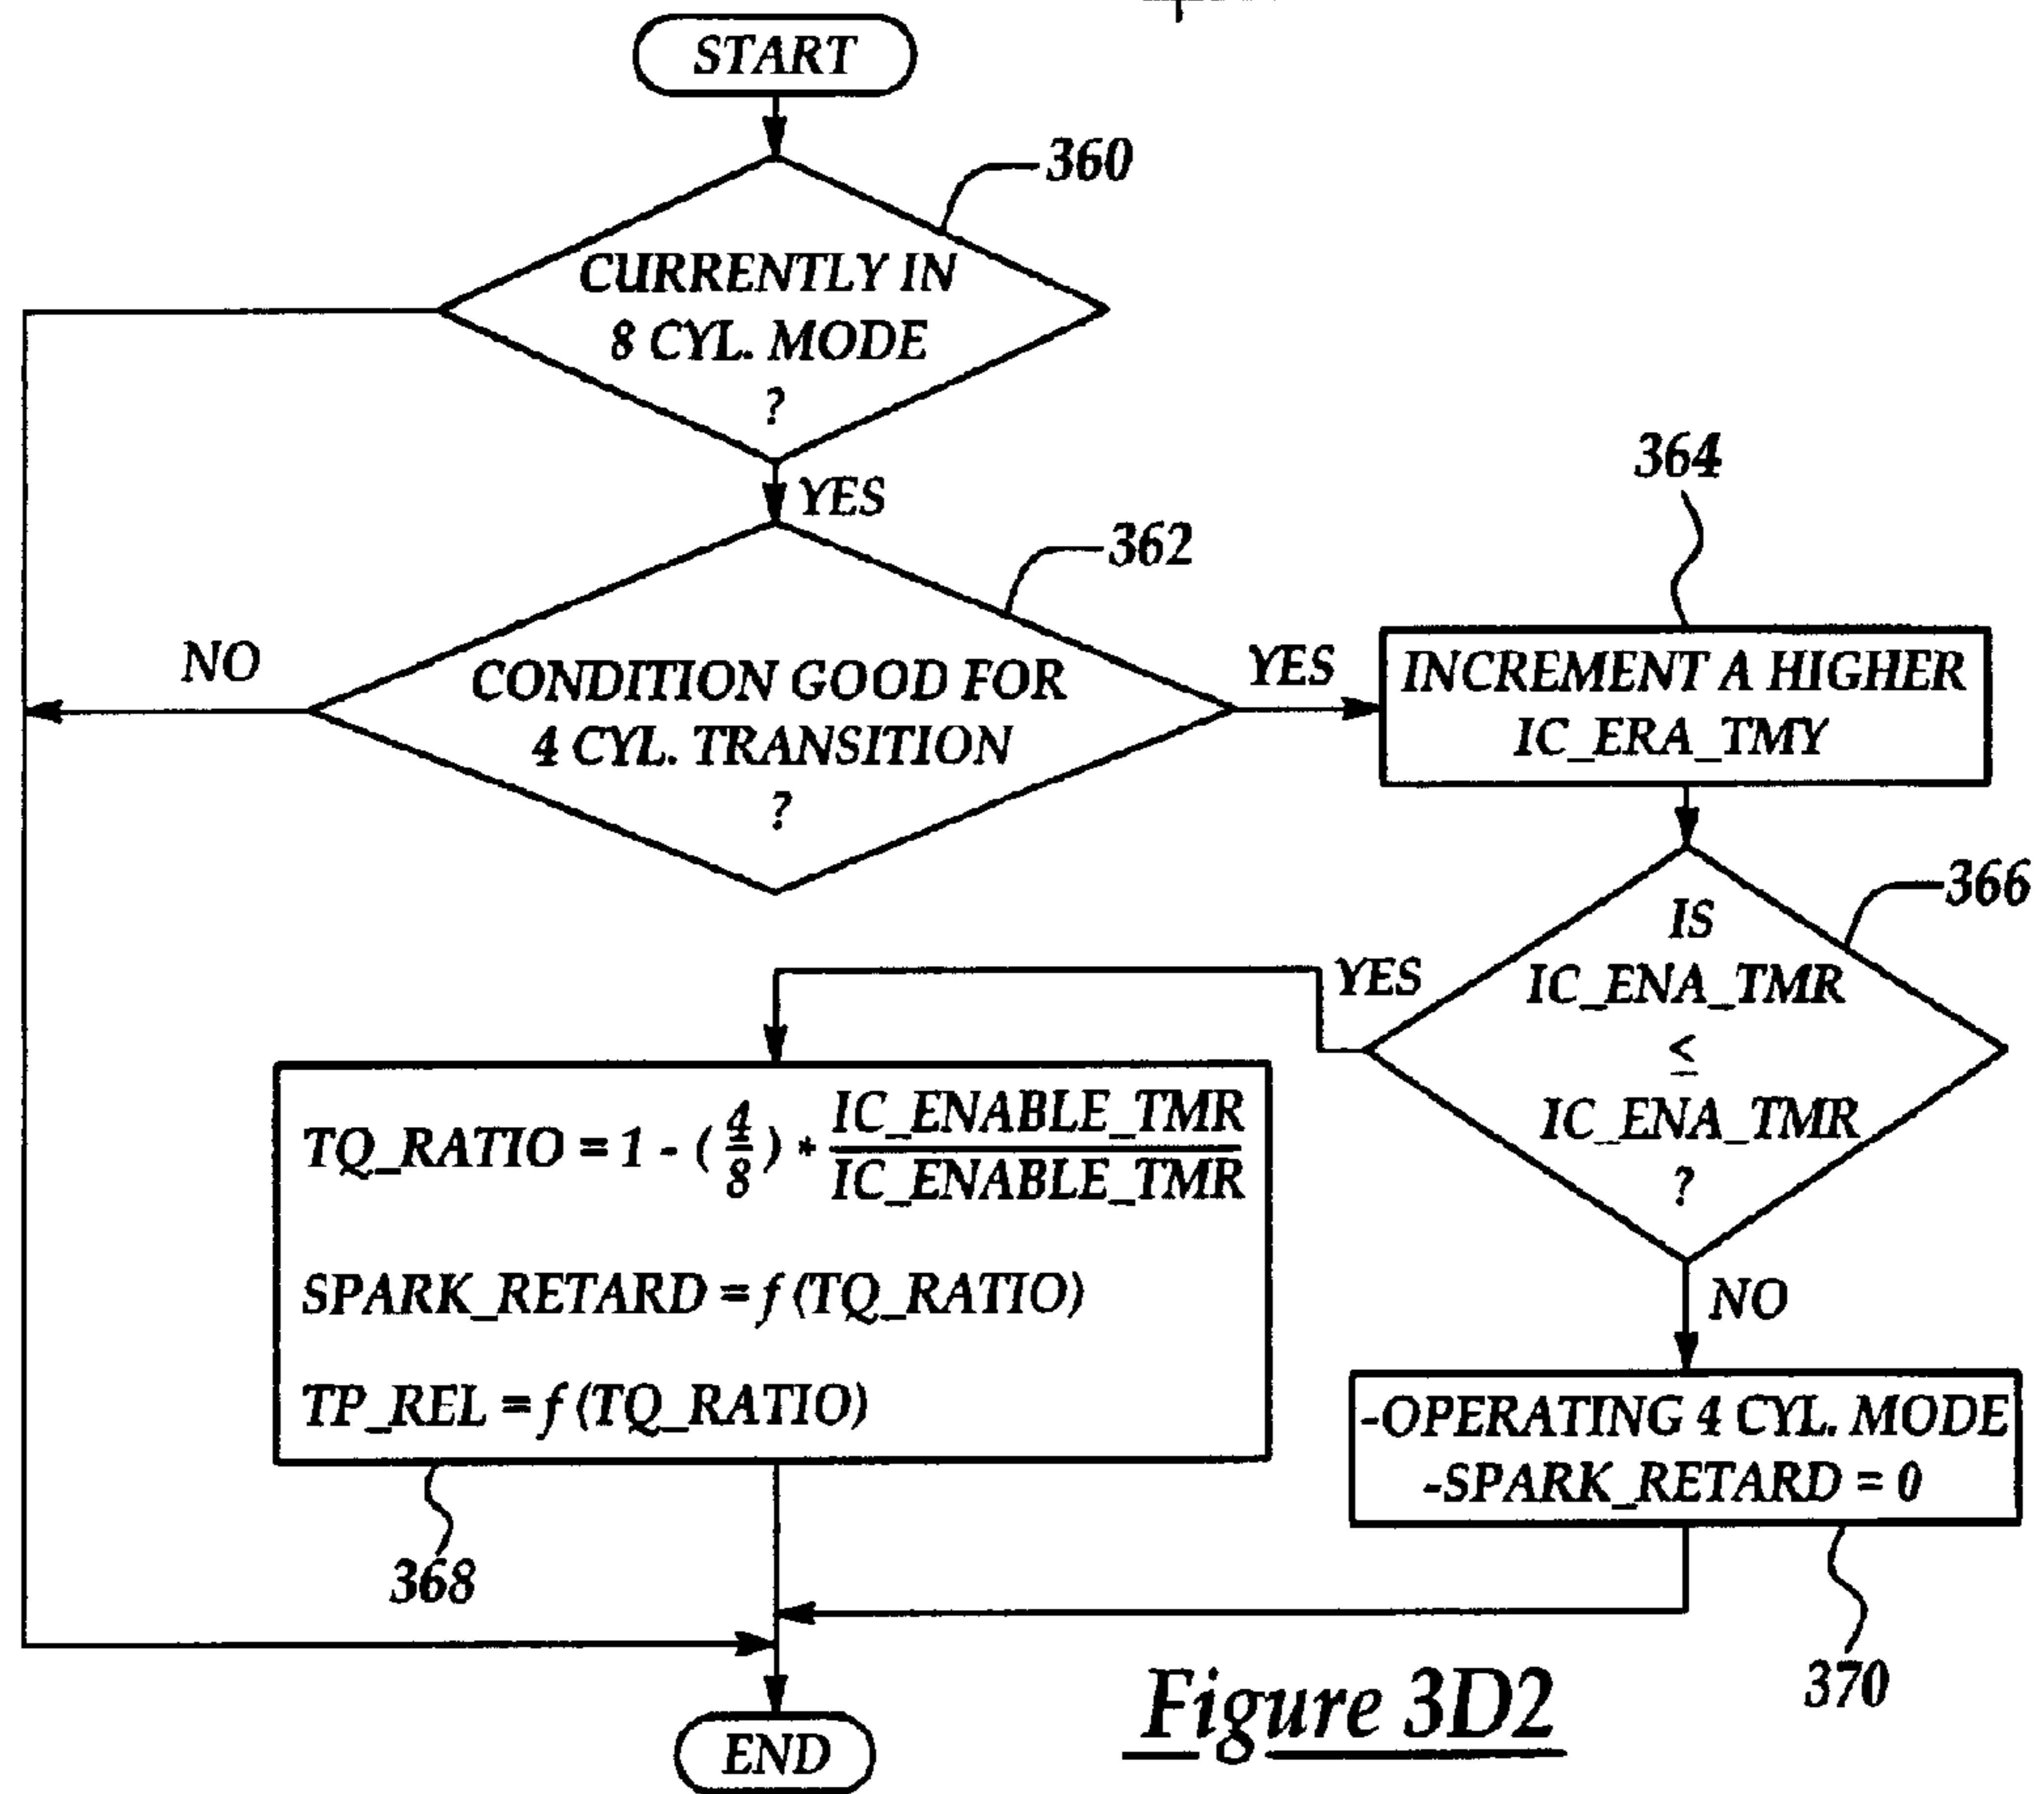 START
360
CURRENTLY IN
8 CYL. MODE
?
YES
362
CONDITION GOOD FOR
4 CYL. TRANSITION
?
NO
YES
364
INCREMENT A HIGHER
IC_ERA_TMY
366
IS
IC_ENA_TMR
≤
IC_ENA_TMR
?
YES
NO
TQ_RATIO = 1 - ( 4/8 ) * IC_ENABLE_TMR / IC_ENABLE_TMR
SPARK_RETARD = f (TQ_RATIO)
TP_REL = f (TQ_RATIO)
368
-OPERATING 4 CYL. MODE
-SPARK_RETARD = 0
370
END
Figure 3D2